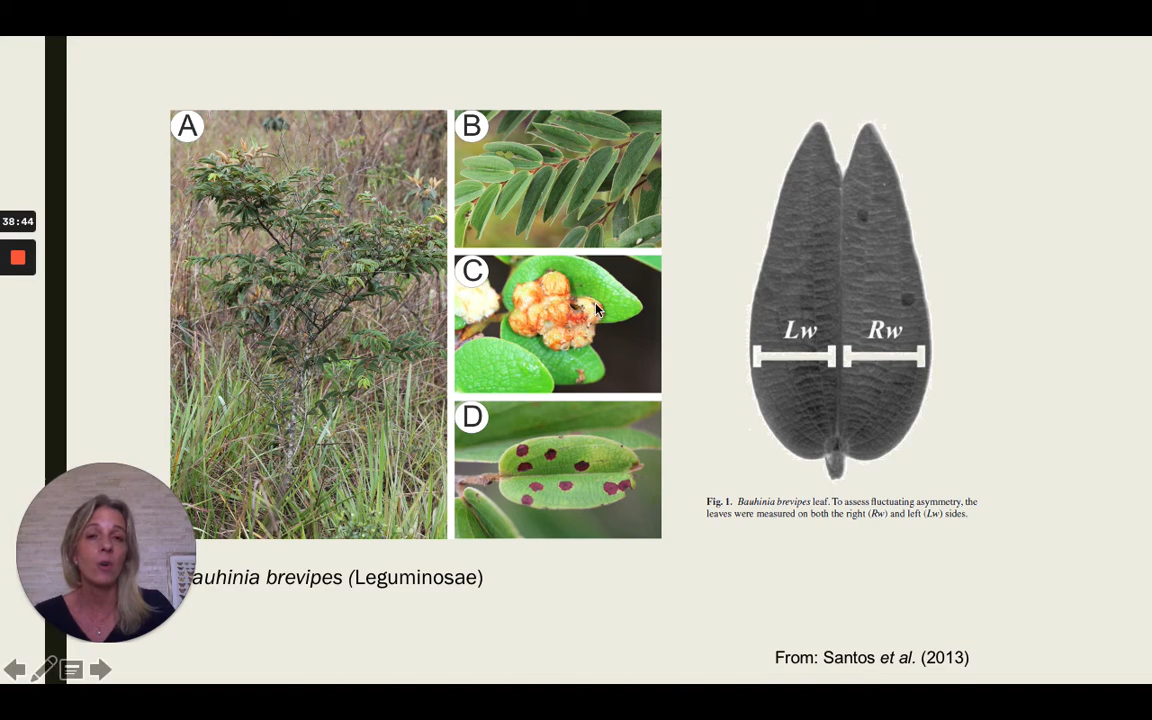 A
B
C
D
38:44
Lw
Rw
Fig. 1. Bauhinia brevipes leaf. To assess fluctuating asymmetry, the
leaves were measured on both the right (Rw) and left (Lw) sides.
auhinia brevipes (Leguminosae)
From: Santos et al. (2013)